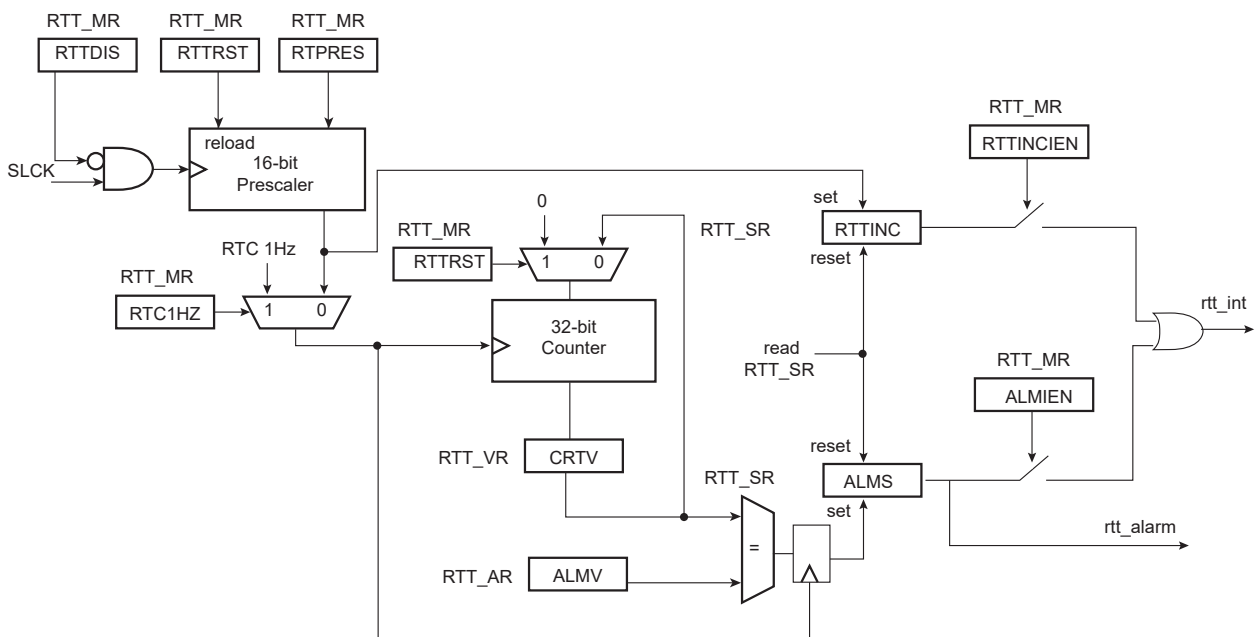 RTT_MR
RTT_MR
RTT_MR
RTTDIS
RTTRST
RTPRES
reload
16-bit
Prescaler
SLCK
RTT_MR
RTTINCIEN
0
set
RTTINC
reset
RTT_SR
RTT_MR
RTTRST
1 0
RTC 1Hz
RTT_MR
RTC1HZ
1 0
32-bit
Counter
rtt_int
read
RTT_SR
RTT_MR
ALMIEN
reset
ALMS
set
RTT_VR
CRTV
RTT_SR
=
rtt_alarm
RTT_AR
ALMV